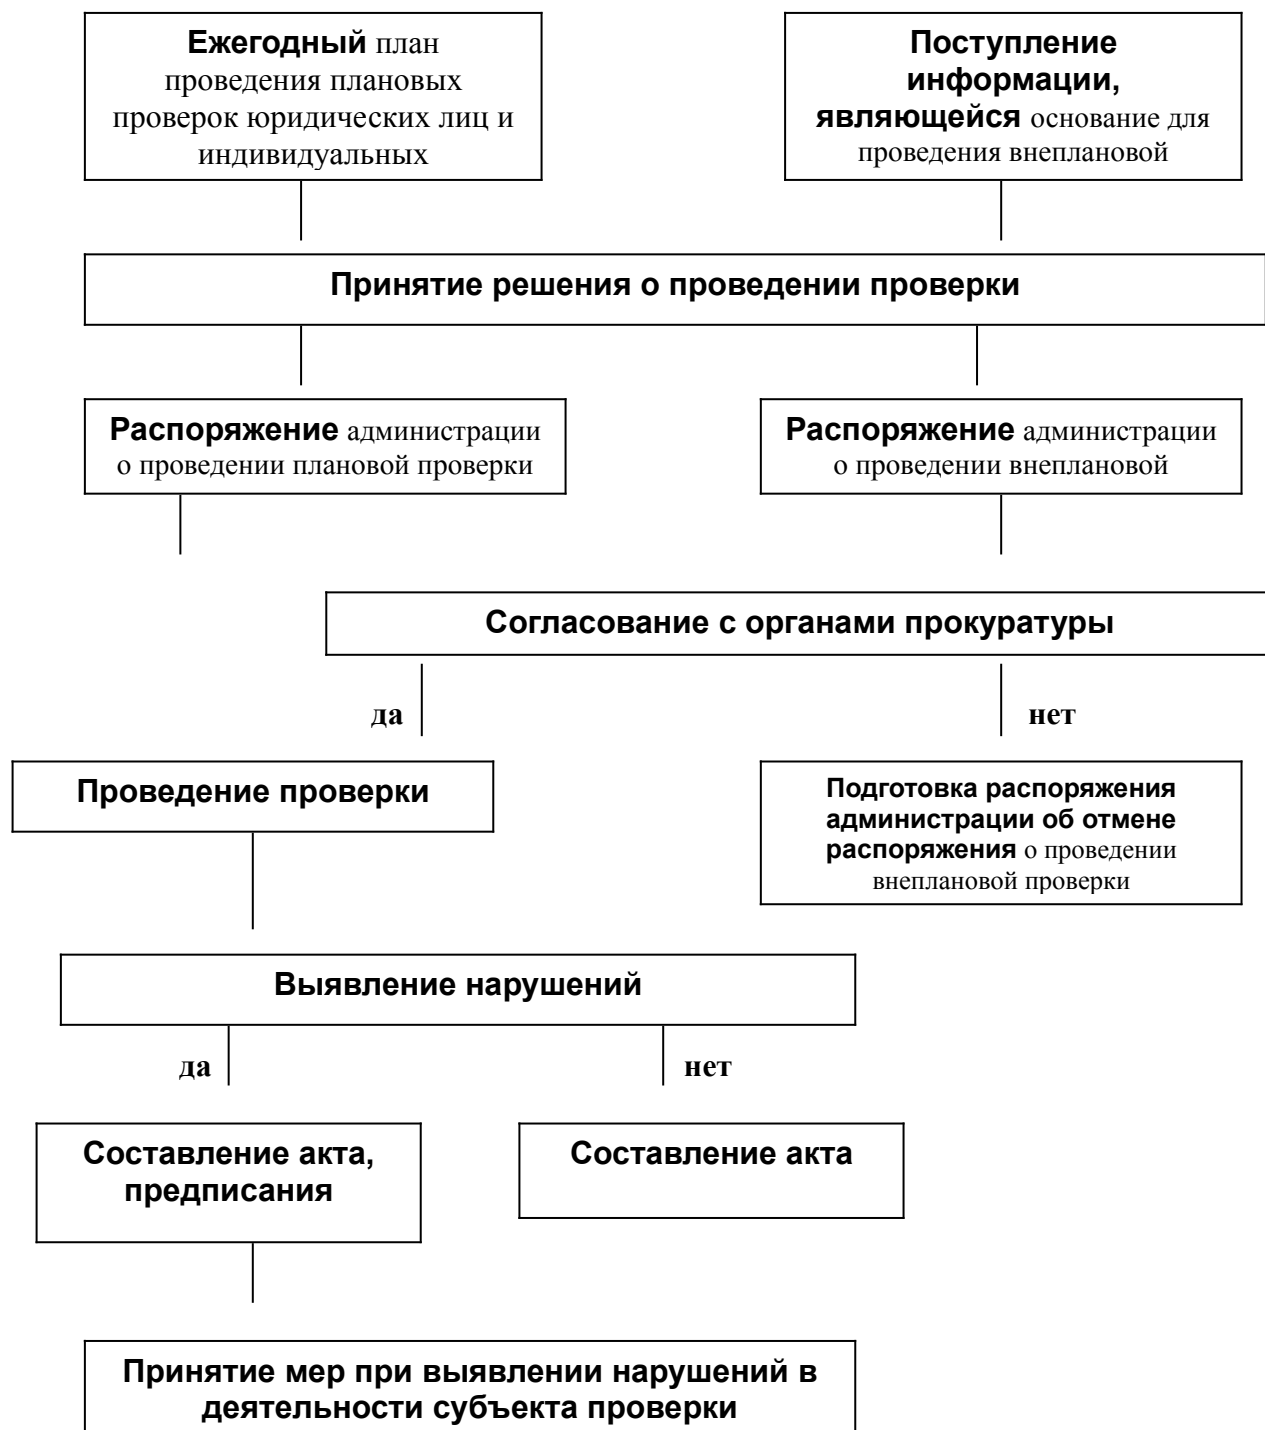 Ежегодный план
проведения плановых
проверок юридических лиц и
индивидуальных
Поступление
информации,
являющейся основание для
проведения внеплановой
Принятие решения о проведении проверки
Распоряжение администрации
о проведении плановой проверки
Распоряжение администрации
о проведении внеплановой
Согласование с органами прокуратуры
да
нет
Проведение проверки
Подготовка распоряжения
администрации об отмене
распоряжения о проведении
внеплановой проверки
Выявление нарушений
да
нет
Составление акта,
предписания
Составление акта
Принятие мер при выявлении нарушений в
деятельности субъекта проверки